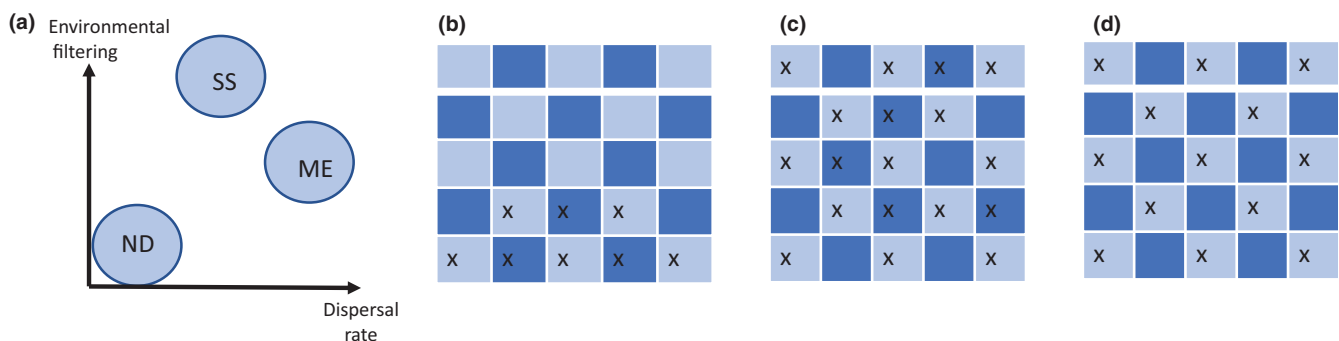 (a)
Environmental
filtering
SS
ME
ND
Dispersal
rate
(b)
x x x
x x x x x
(c)
x x x x
x x x
x x x x
x x x x
x x x
(d)
x x x
x x
x x x
x x
x x x